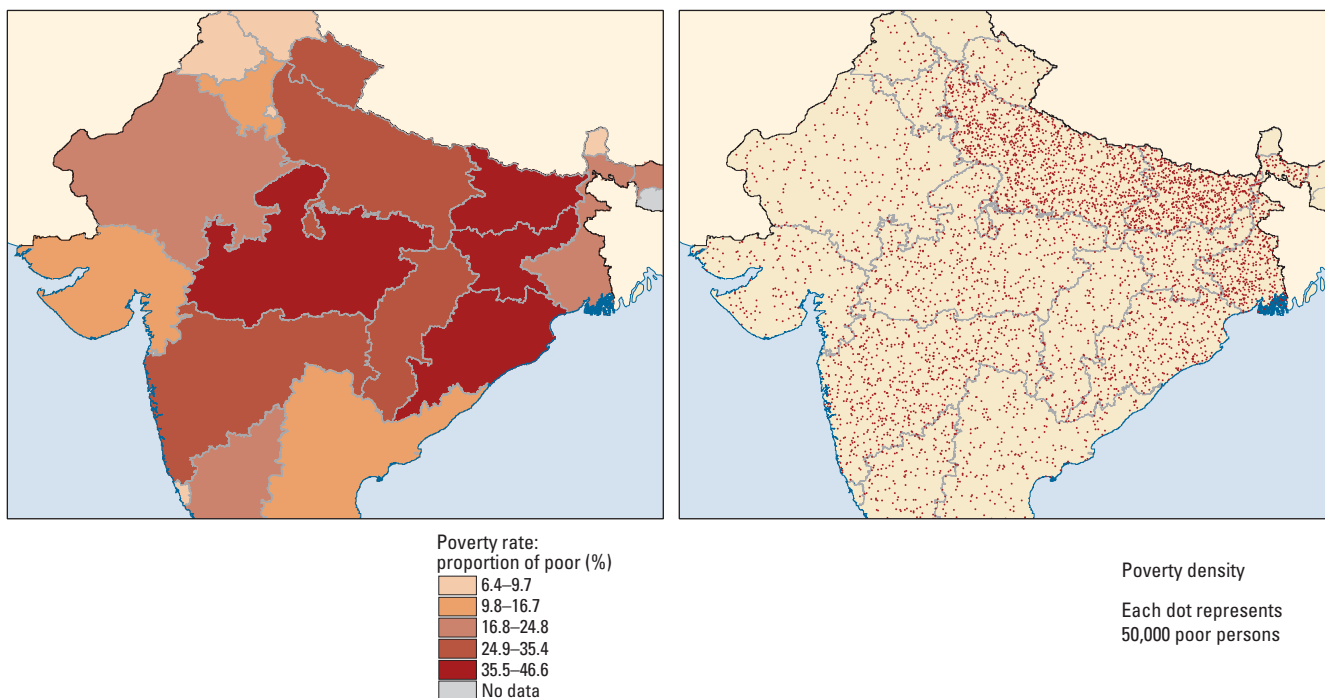 Poverty rate:
proportion of poor (%)
6.4–9.7
9.8–16.7
16.8–24.8
24.9–35.4
35.5–46.6
No data
Poverty density
Each dot represents
50,000 poor persons